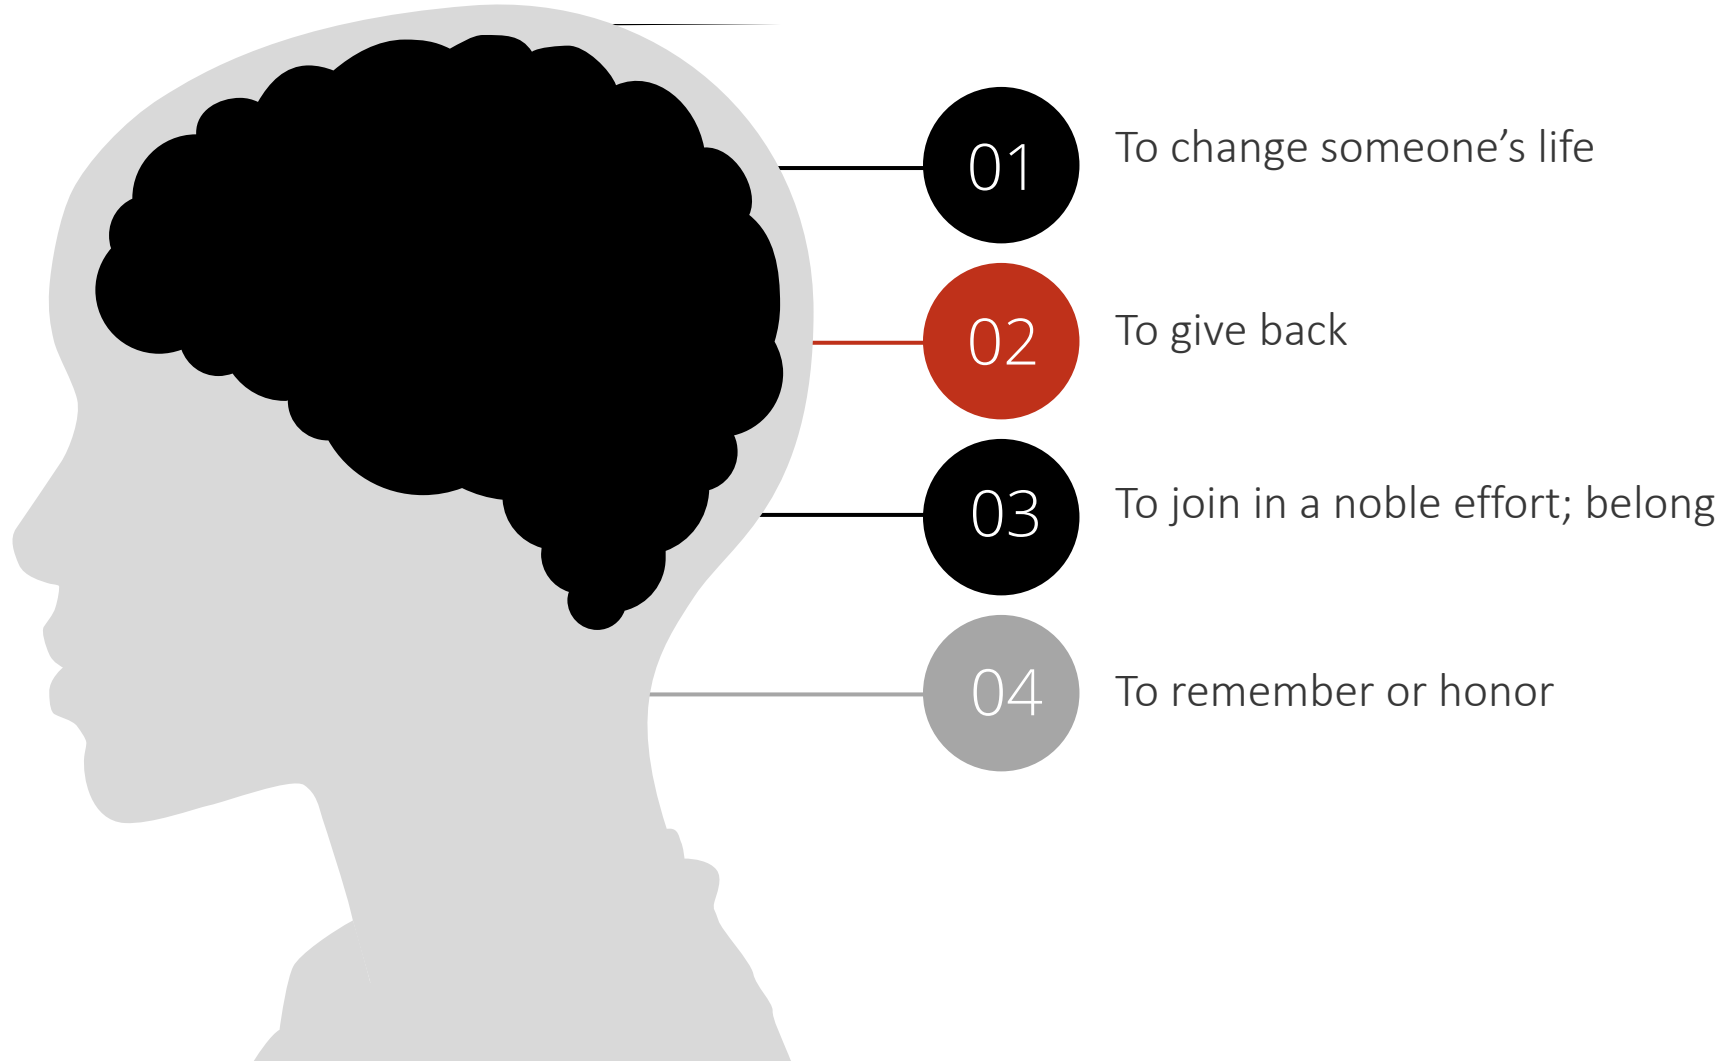 01
To change someone’s life
02
To give back
03
To join in a noble effort; belong
04
To remember or honor